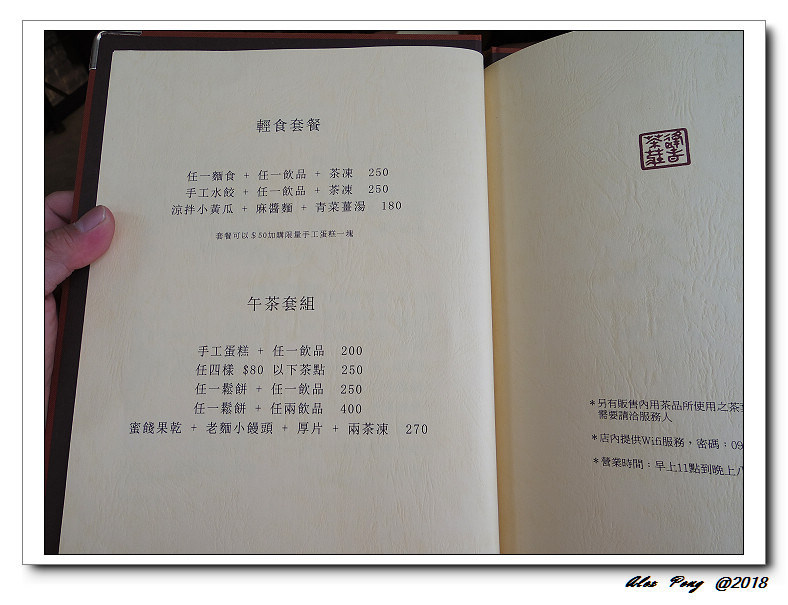 輕食套餐
任一麵食 + 任一飲品 + 茶凍 250
手工水餃 + 任一飲品 + 茶凍 250
涼拌小黃瓜 + 麻醬麵 + 青菜薑湯 180
套餐可以$50加購限量手工蛋糕一塊
午茶套組
手工蛋糕 + 任一飲品 200
任四樣 $80 以下茶點 250
任一鬆餅 + 任一飲品 250
任一鬆餅 + 任兩飲品 400
蜜餞果乾 + 老麵小饅頭 + 厚片 + 兩茶凍 270
*另有販售內用茶品所使用之茶
需要請洽服務人
*店內提供Wifi服務，密碼：09
*營業時間：早上11點到晚上八
Alex Pong @2018